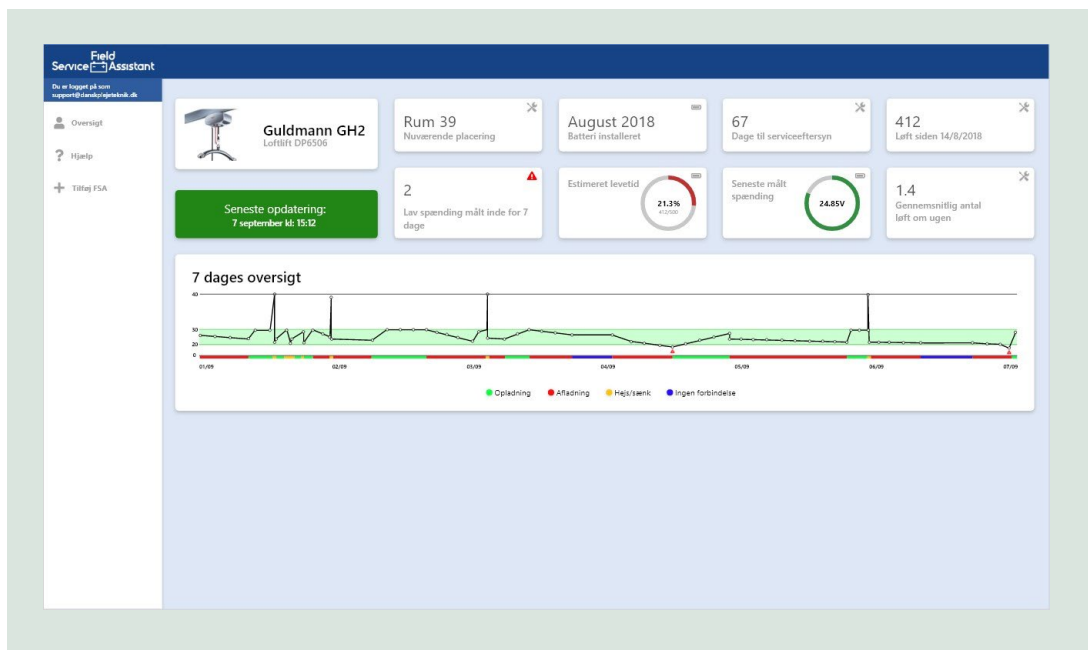 Field
Service Assistant
Du er logget på som
support@danskplejeteknik.dk
Oversigt
Hjælp
Tilføj FSA
Guldmann GH2
Loftlift DP6506
Rum 39
Nuværende placering
August 2018
Batteri installeret
67
Dage til serviceeftersyn
412
Løft siden 14/8/2018
Seneste opdatering:
7 september kl: 15:12
2
Lav spænding målt inde for 7
dage
Estimeret levetid
21.3%
412/500
Seneste målt
spænding
24.85V
1.4
Gennemsnitlig antal
løft om ugen
7 dages oversigt
40
30
20
0
01/09
02/09
03/09
04/09
05/09
06/09
07/09
Opladning
Afladning
Hejs/sænk
Ingen forbindelse